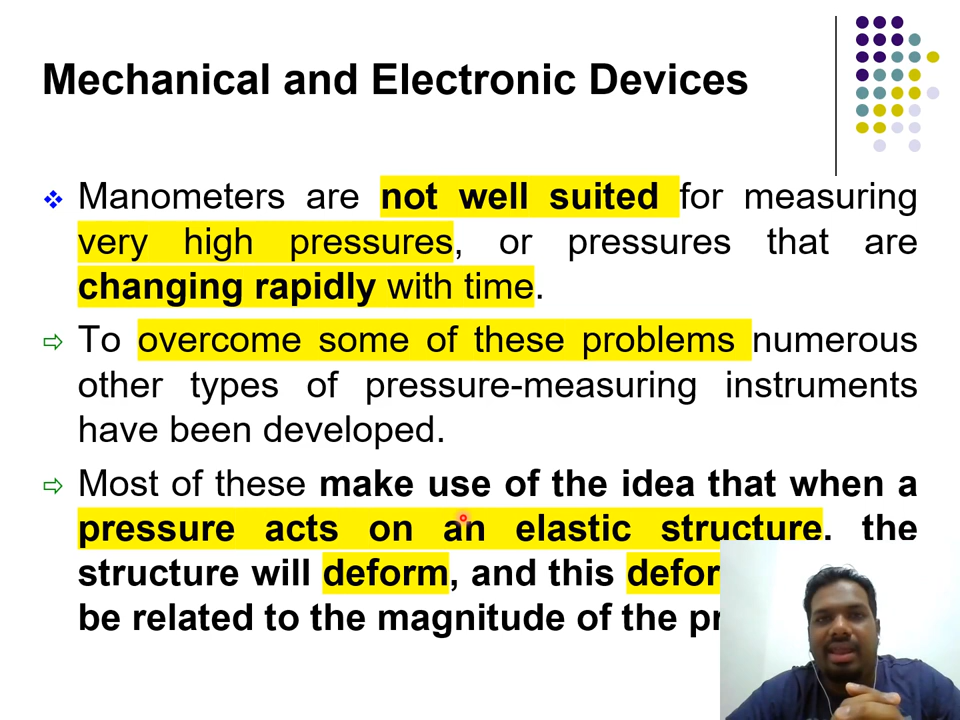 Mechanical and Electronic Devices
Manometers are not well suited for measuring
very high pressures, or pressures that are
changing rapidly with time.
To overcome some of these problems numerous
other types of pressure-measuring instruments
have been developed.
Most of these make use of the idea that when a
pressure acts on an elastic structure, the
structure will deform, and this
be related to the magnitude of the